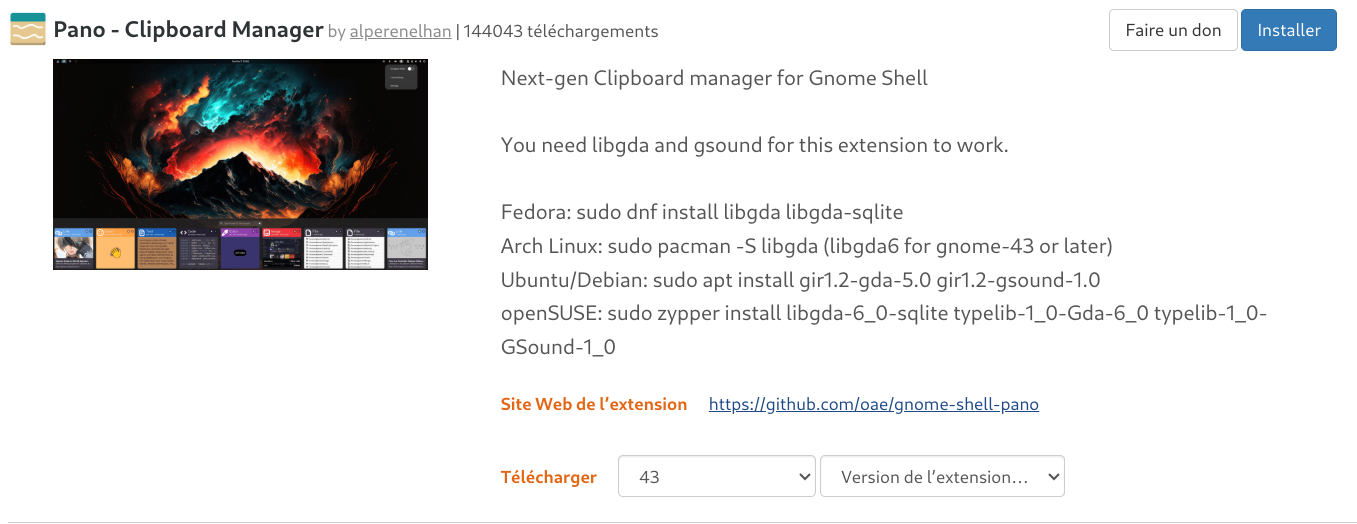 Pano - Clipboard Manager by alperenelhan | 144043 téléchargements
Faire un don
Installer
Next-gen Clipboard manager for Gnome Shell
You need libgda and gsound for this extension to work.
Fedora: sudo dnf install libgda libgda-sqlite
Arch Linux: sudo pacman -S libgda (libgda6 for gnome-43 or later)
Ubuntu/Debian: sudo apt install gir1.2-gda-5.0 gir1.2-gsound-1.0
openSUSE: sudo zypper install libgda-6_0-sqlite typelib-1_0-Gda-6_0 typelib-1_0-
GSound-1_0
Site Web de l’extension https://github.com/oae/gnome-shell-pano
Télécharger 43 Version de l’extension…